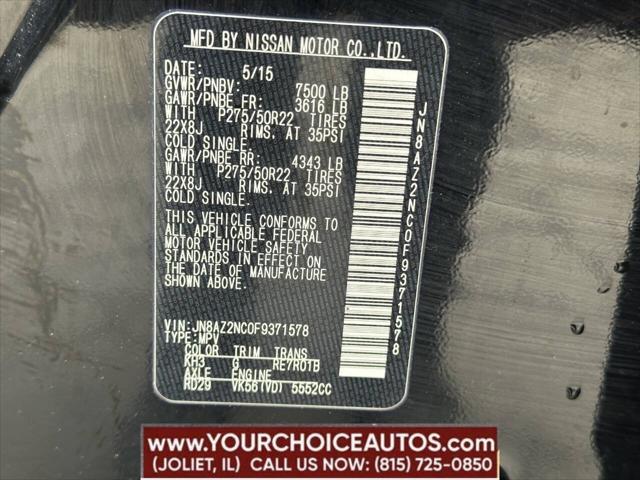 MFD BY NISSAN MOTOR CO.,LTD.
DATE: 5/15
GVWR/PNBV: 7500 LB
GAWR/PNBE FR: 3616 LB
WITH P275/50R22 TIRES
22X8J RIMS. AT 35PSI
COLD SINGLE.
GAWR/PNBE RR: 4343 LB
WITH P275/50R22 TIRES
22X8J RIMS. AT 35PSI
COLD SINGLE.
THIS VEHICLE CONFORMS TO
ALL APPLICABLE FEDERAL
MOTOR VEHICLE SAFETY
STANDARDS IN EFFECT ON
THE DATE OF MANUFACTURE
SHOWN ABOVE.
VIN: JN8AZ2NC0F9371578
TYPE: MPV
COLOR TRIM TRANS
KH3 G RE7R01B
AXLE ENGINE
RD29 VK56(VD) 5552CC
JN8AZ2NC0F9371578
WWW.YOURCHOICEAUTOS.COM
(JOLIET, IL) CALL US NOW: (815) 725-0850